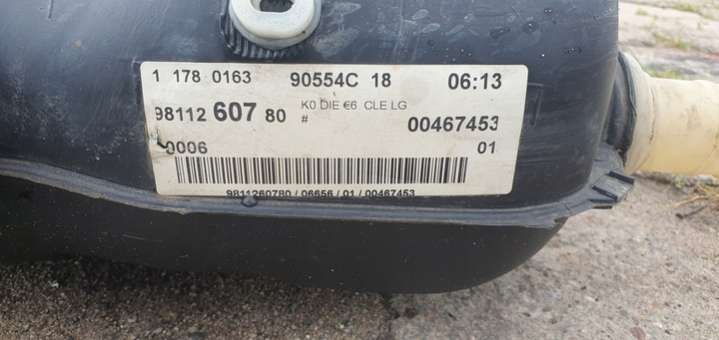 1 178 0163 90554C 18 06:13
98112 607 80 K0 DIE €6 CLE LG
# 00467453
0006 01
9811260780 / 06656 / 01 / 00467453